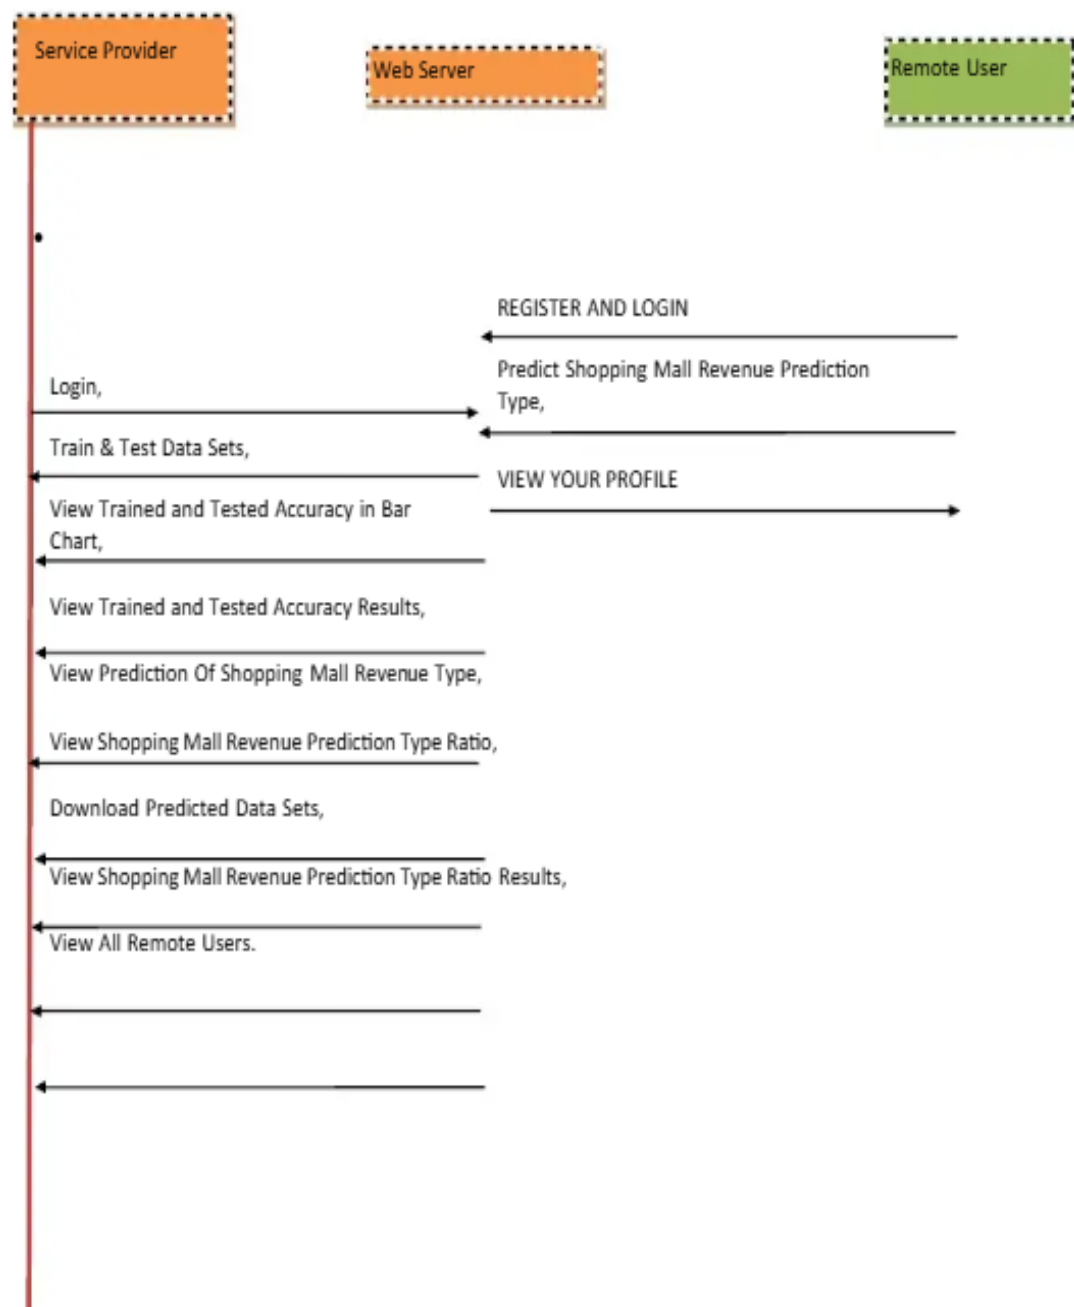 Service Provider
Web Server
Remote User
REGISTER AND LOGIN
Predict Shopping Mall Revenue Prediction
Type,
Login,
Train & Test Data Sets,
VIEW YOUR PROFILE
View Trained and Tested Accuracy in Bar
Chart,
View Trained and Tested Accuracy Results,
View Prediction Of Shopping Mall Revenue Type,
View Shopping Mall Revenue Prediction Type Ratio,
Download Predicted Data Sets,
View Shopping Mall Revenue Prediction Type Ratio Results,
View All Remote Users.